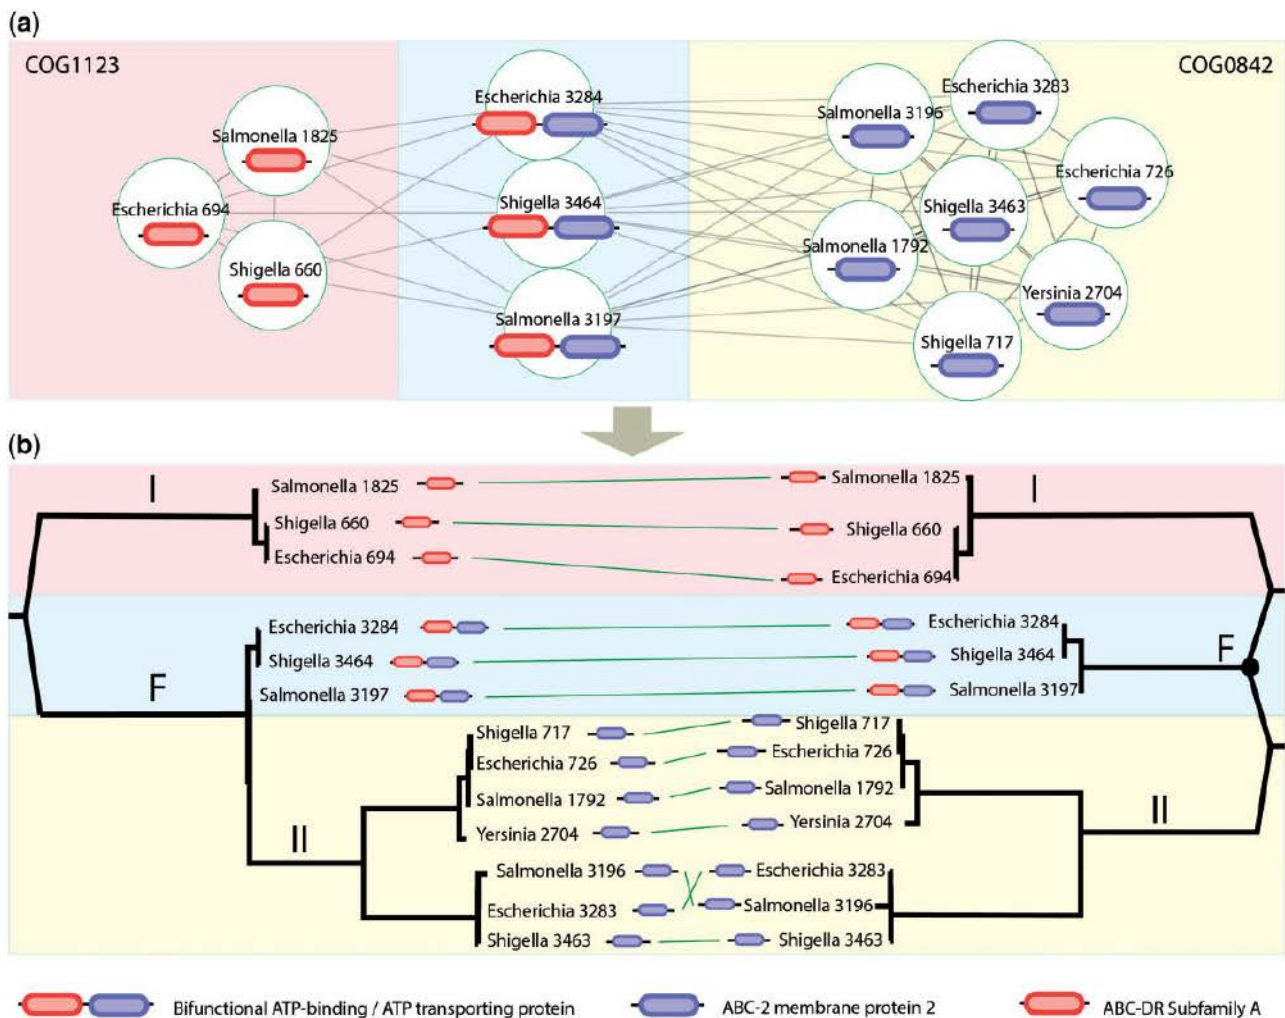 (a)
COG1123
COG0842
Escherichia 3284
Salmonella 1825
Escherichia 694
Shigella 660
Shigella 3464
Salmonella 3197
Escherichia 3283
Salmonella 3196
Escherichia 726
Shigella 3463
Salmonella 1792
Yersinia 2704
Shigella 717
(b)
I
Salmonella 1825
Salmonella 1825
I
Shigella 660
Shigella 660
Escherichia 694
Escherichia 694
Escherichia 3284
Escherichia 3284
F
Shigella 3464
Shigella 3464
F
Salmonella 3197
Salmonella 3197
Shigella 717
Shigella 717
Escherichia 726
Escherichia 726
Salmonella 1792
Salmonella 1792
II
Yersinia 2704
Yersinia 2704
II
Salmonella 3196
Escherichia 3283
Escherichia 3283
Salmonella 3196
Shigella 3463
Shigella 3463
Bifunctional ATP-binding / ATP transporting protein
ABC-2 membrane protein 2
ABC-DR Subfamily A